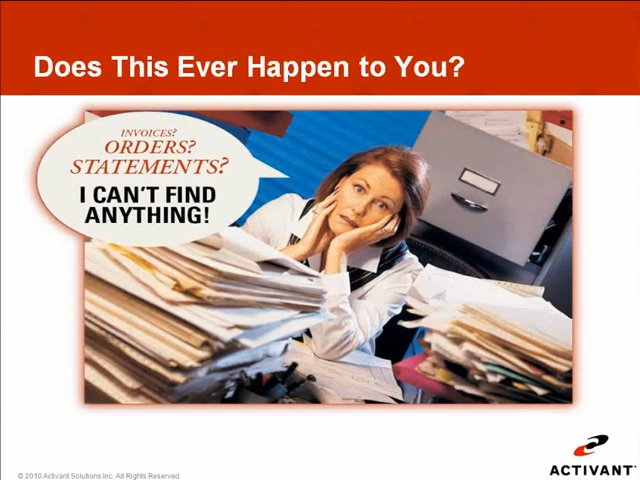 Does This Ever Happen to You?
INVOICES?
ORDERS?
STATEMENTS?
I CAN'T FIND
ANYTHING!
© 2010 Activant Solutions Inc. All Rights Reserved
ACTIVANT